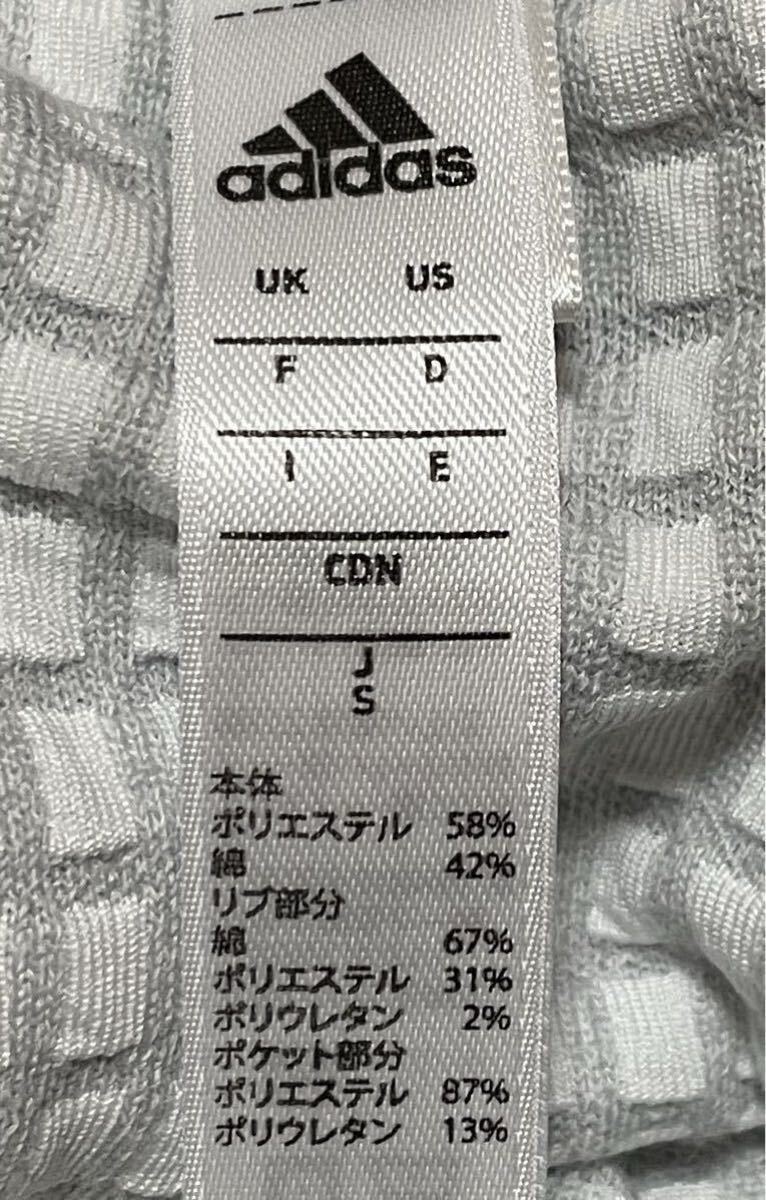 adidas
UK US
F D
I E
CDN
J
S
本体
ポリエステル 58%
綿 42%
リブ部分
綿 67%
ポリエステル 31%
ポリウレタン 2%
ポケット部分
ポリエステル 87%
ポリウレタン 13%